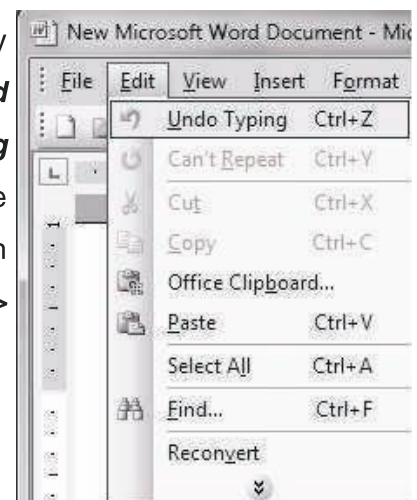 y
d
g
e
n
>
New Microsoft Word Document - Mic
File Edit View Insert Format
Undo Typing Ctrl+Z
Can't Repeat Ctrl+Y
Cut Ctrl+X
Copy Ctrl+C
Office Clipboard...
Paste Ctrl+V
Select All Ctrl+A
Find... Ctrl+F
Reconvert